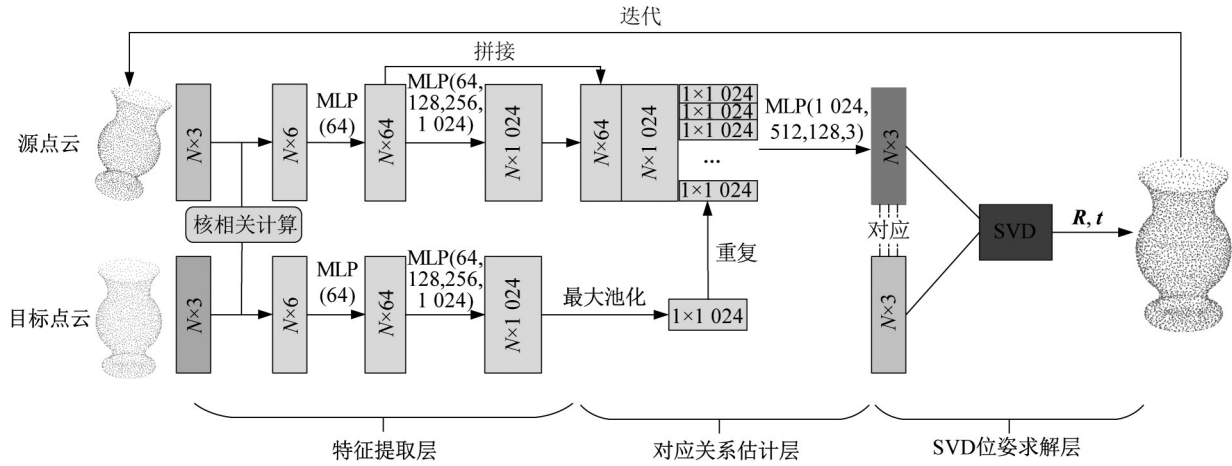 迭代
拼接
源点云
N×3
N×6
MLP
(64)
N×64
MLP(64,
128,256,
1 024)
N×1 024
N×64
N×1 024
1×1 024
1×1 024
1×1 024
...
1×1 024
MLP(1 024,
512,128,3)
N×3
核相关计算
对应
SVD
R, t
重复
目标点云
N×3
N×6
MLP
(64)
N×64
MLP(64,
128,256,
1 024)
N×1 024
最大池化
1×1 024
N×3
特征提取层
对应关系估计层
SVD位姿求解层